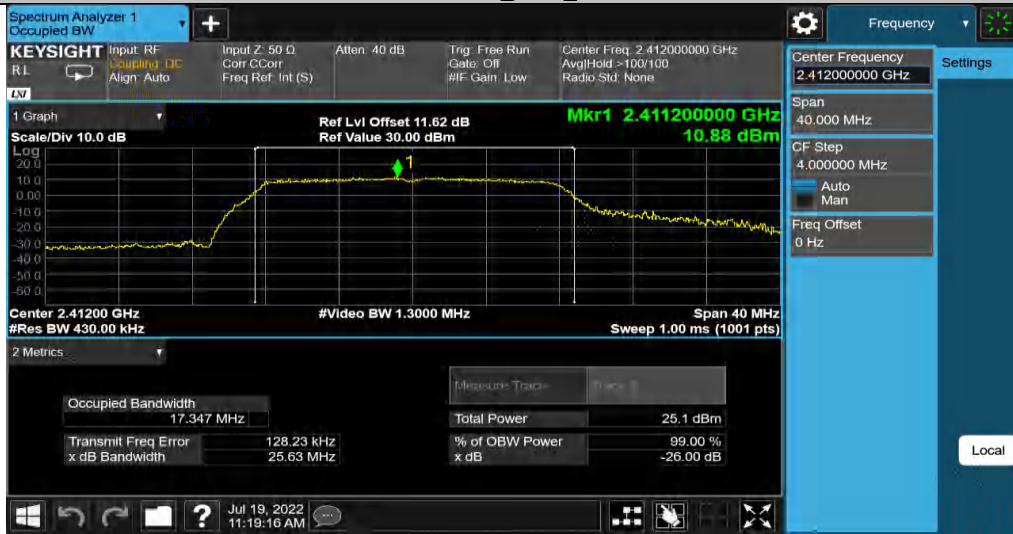 Spectrum Analyzer 1
Occupied BW
+
Frequency
KEYSIGHT
RL
LXI
Input: RF
Coupling: DC
Align: Auto
Input Z: 50 Ω
Corr CCorr
Freq Ref: Int (S)
Atten: 40 dB
Trig: Free Run
Gate: Off
#IF Gain: Low
Center Freq: 2.412000000 GHz
Avg|Hold >100/100
Radio Std: None
Center Frequency
2.412000000 GHz
Settings
Span
40.000 MHz
CF Step
4.000000 MHz
Auto
Man
Freq Offset
0 Hz
1 Graph
Scale/Div 10.0 dB
Ref Lvl Offset 11.62 dB
Ref Value 30.00 dBm
Mkr1 2.411200000 GHz
10.88 dBm
Log
20.0
10.0
0.00
-10.0
-20.0
-30.0
-40.0
-50.0
-60.0
1
Center 2.41200 GHz
#Res BW 430.00 kHz
#Video BW 1.3000 MHz
Span 40 MHz
Sweep 1.00 ms (1001 pts)
2 Metrics
Measure Trace
Occupied Bandwidth
17.347 MHz
Total Power 25.1 dBm
Transmit Freq Error 128.23 kHz
% of OBW Power 99.00 %
x dB Bandwidth 25.63 MHz
x dB -26.00 dB
Local
?
Jul 19, 2022
11:19:16 AM